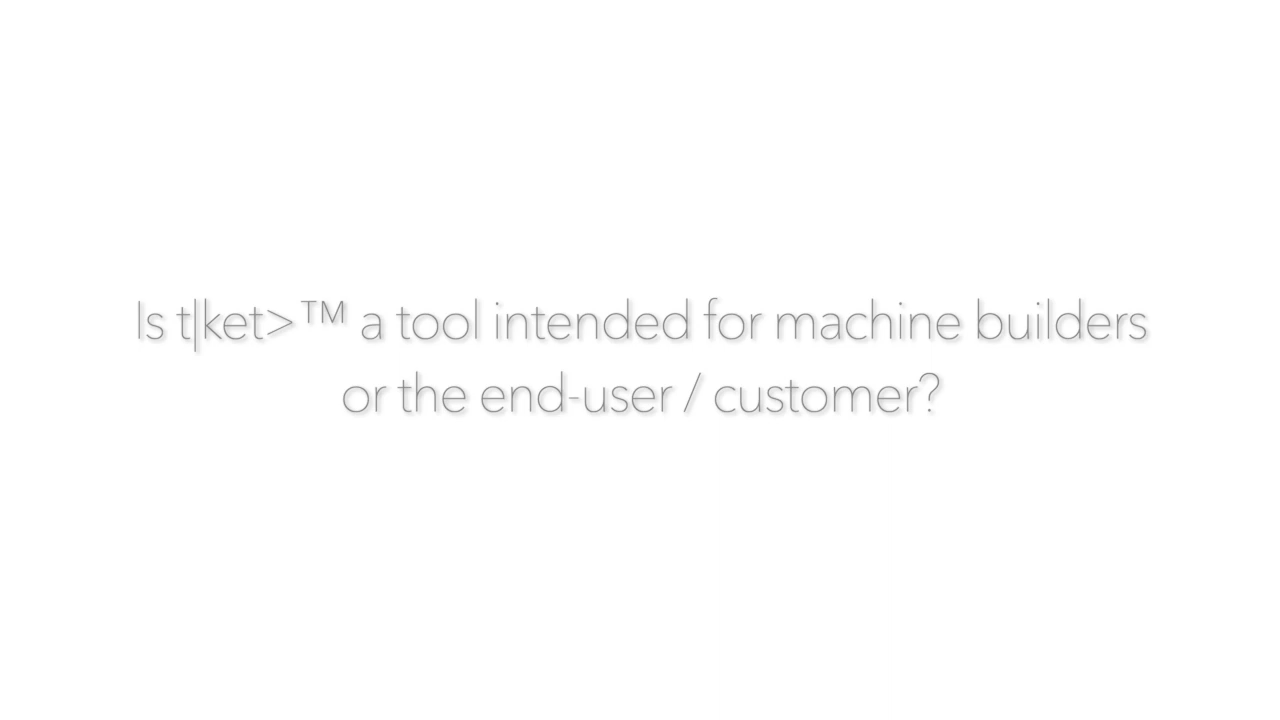 Is t|ket>™ a tool intended for machine builders
or the end-user / customer?